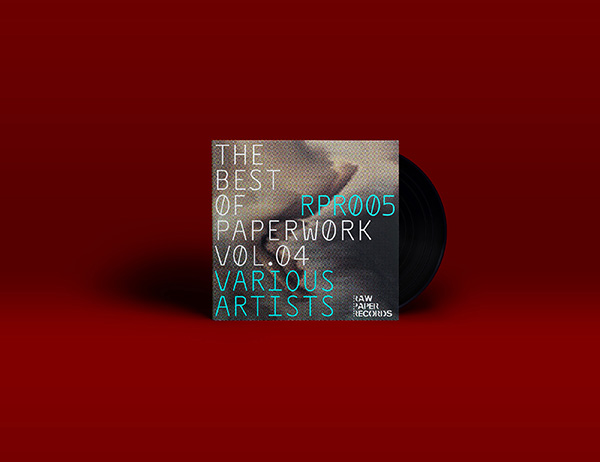 THE
BEST
OF RPR005
PAPERWORK
VOL.04
VARIOUS
ARTISTS
RAW
PAPER
RECORDS